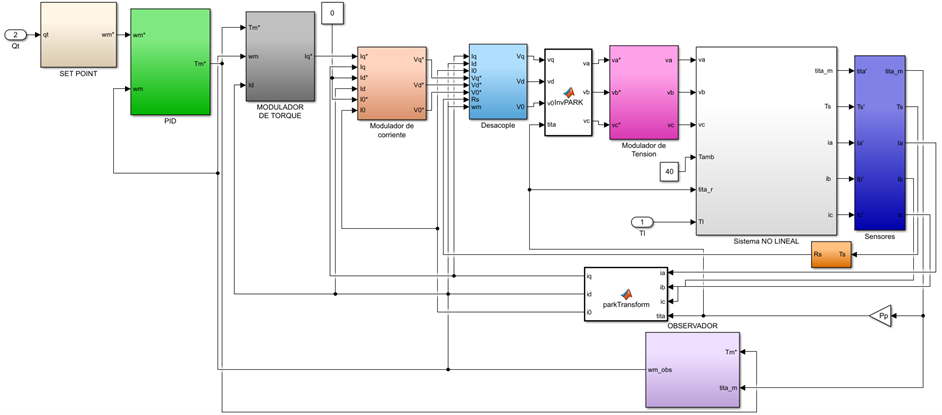 2
Qt
qt
wm*
SET POINT
wm*
wm
Tm*
PID
Tm*
wm
Id
Iq*
MODULADOR
DE TORQUE
0
Iq*
Iq
Id*
Id
I0*
I0
Vq*
Vd*
V0*
Modulador de
corriente
Iq
Id
I0
Vq*
Vd*
V0*
Rs
wm
Vq
Vd
V0
Desacople
vq
vd
v0
tita
InvPARK
va
vb
vc
va*
vb*
vc*
va
vb
vc
Modulador de
Tension
40
1
Tl
va
vb
vc
Tamb
tita_r
Tl
tita_m
Ts
ia
ib
ic
Sistema NO LINEAL
tita'
Ts'
Ia'
Ib'
tita_m
Ts
Ia
Ib
Sensores
Rs
Ts
iq
id
i0
parkTransform
ia
ib
ic
tita
Pp
OBSERVADOR
wm_obs
Tm*
tita_m